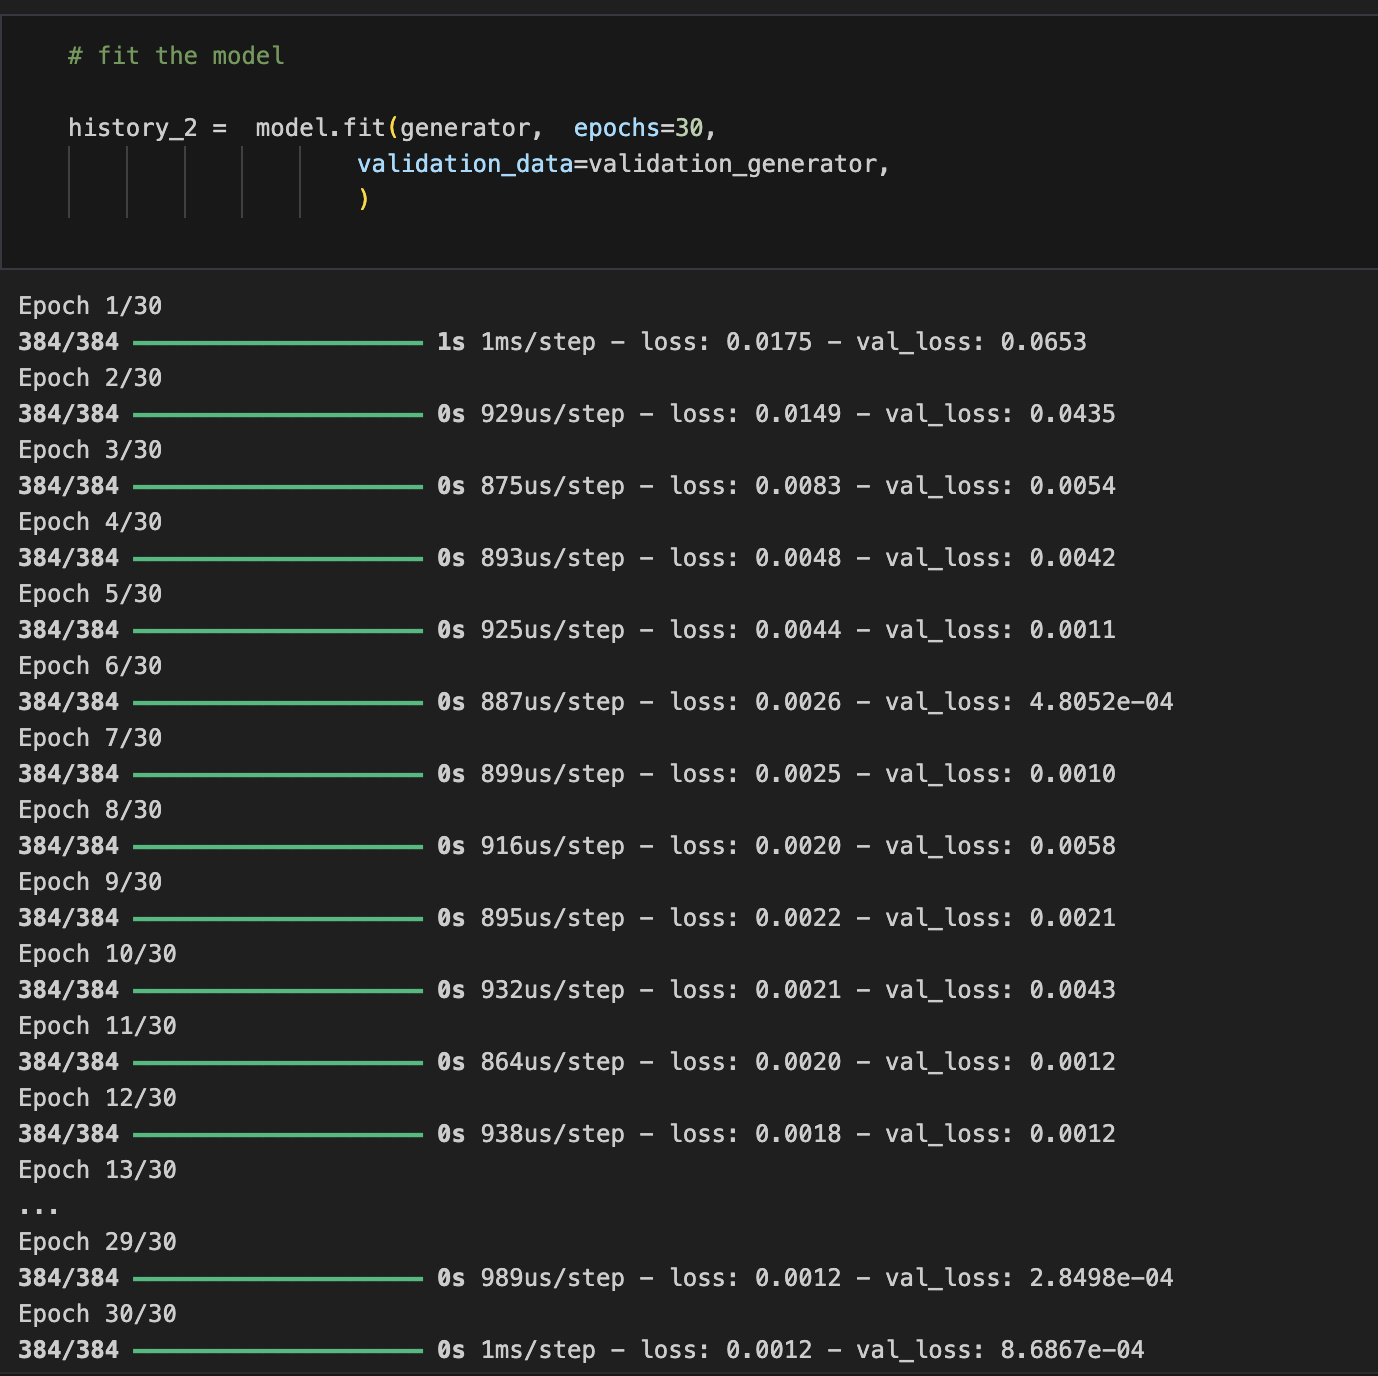 # fit the model
history_2 =  model.fit(generator,  epochs=30,
validation_data=validation_generator,
)
Epoch 1/30
384/384 ━━━━━━━━━━━━━━━━━━━━ 1s 1ms/step - loss: 0.0175 - val_loss: 0.0653
Epoch 2/30
384/384 ━━━━━━━━━━━━━━━━━━━━ 0s 929us/step - loss: 0.0149 - val_loss: 0.0435
Epoch 3/30
384/384 ━━━━━━━━━━━━━━━━━━━━ 0s 875us/step - loss: 0.0083 - val_loss: 0.0054
Epoch 4/30
384/384 ━━━━━━━━━━━━━━━━━━━━ 0s 893us/step - loss: 0.0048 - val_loss: 0.0042
Epoch 5/30
384/384 ━━━━━━━━━━━━━━━━━━━━ 0s 925us/step - loss: 0.0044 - val_loss: 0.0011
Epoch 6/30
384/384 ━━━━━━━━━━━━━━━━━━━━ 0s 887us/step - loss: 0.0026 - val_loss: 4.8052e-04
Epoch 7/30
384/384 ━━━━━━━━━━━━━━━━━━━━ 0s 899us/step - loss: 0.0025 - val_loss: 0.0010
Epoch 8/30
384/384 ━━━━━━━━━━━━━━━━━━━━ 0s 916us/step - loss: 0.0020 - val_loss: 0.0058
Epoch 9/30
384/384 ━━━━━━━━━━━━━━━━━━━━ 0s 895us/step - loss: 0.0022 - val_loss: 0.0021
Epoch 10/30
384/384 ━━━━━━━━━━━━━━━━━━━━ 0s 932us/step - loss: 0.0021 - val_loss: 0.0043
Epoch 11/30
384/384 ━━━━━━━━━━━━━━━━━━━━ 0s 864us/step - loss: 0.0020 - val_loss: 0.0012
Epoch 12/30
384/384 ━━━━━━━━━━━━━━━━━━━━ 0s 938us/step - loss: 0.0018 - val_loss: 0.0012
Epoch 13/30
...
Epoch 29/30
384/384 ━━━━━━━━━━━━━━━━━━━━ 0s 989us/step - loss: 0.0012 - val_loss: 2.8498e-04
Epoch 30/30
384/384 ━━━━━━━━━━━━━━━━━━━━ 0s 1ms/step - loss: 0.0012 - val_loss: 8.6867e-04